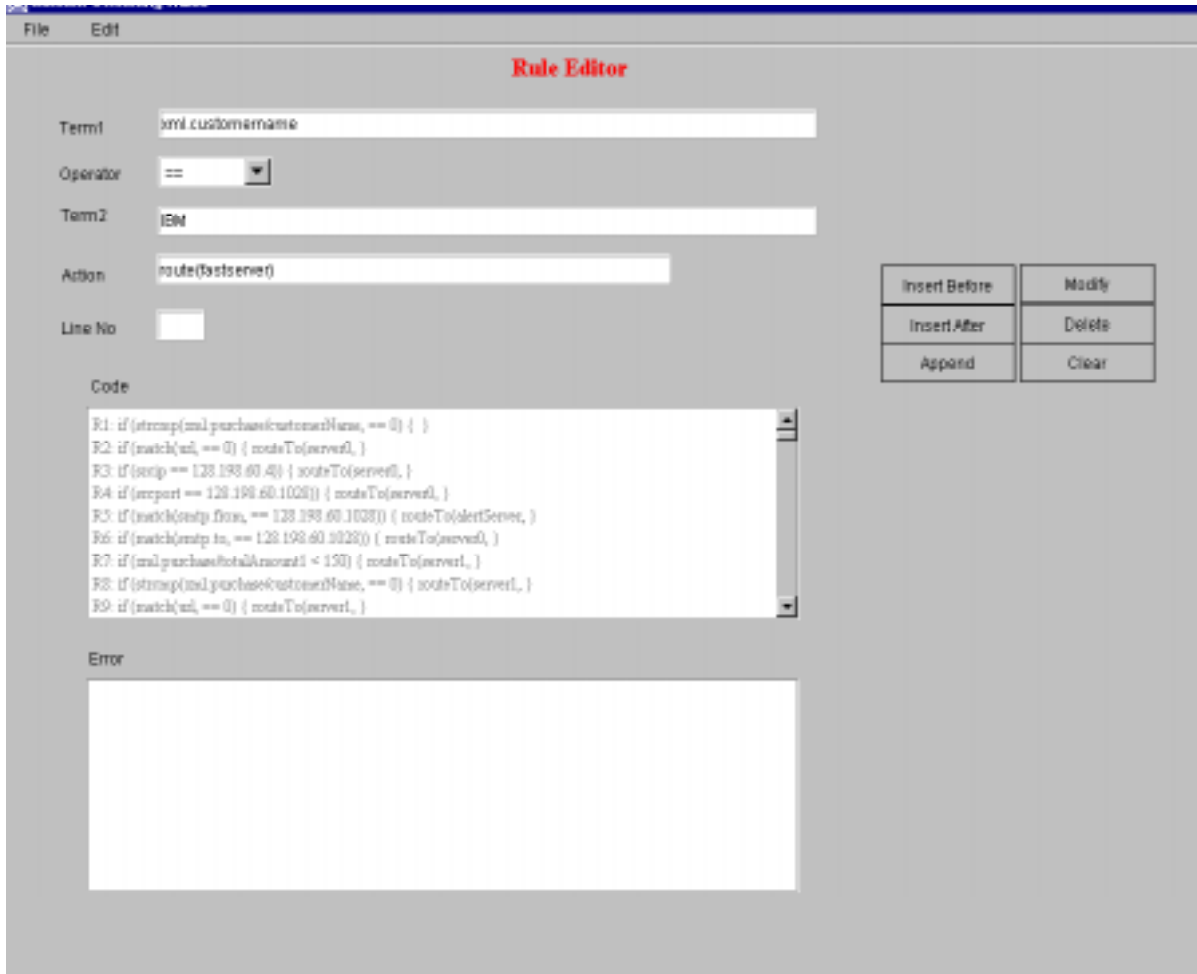 File Edit
Rule Editor
Term1 xml.customername
Operator ==
Term2 IBM
Action route(fastserver)
Insert Before Modify
Line No
Insert After Delete
Append Clear
Code
R1: if (strcmp(xml.purchase/customerName, == 0) { }
R2: if (match(url, == 0) { routeTo(server0, }
R3: if (srcip == 128.198.60.4)) { routeTo(server0, }
R4: if (srcport == 128.198.60.1028)) { routeTo(server0, }
R5: if (match(smtp.from, == 128.198.60.1028)) { routeTo(alertServer, }
R6: if (match(smtp.to, == 128.198.60.1028)) { routeTo(server0, }
R7: if (xml.purchase/totalAmount1 < 150) { routeTo(server1, }
R8: if (strcmp(xml.purchase/customerName, == 0) { routeTo(server1, }
R9: if (match(url, == 0) { routeTo(server1, }
Error